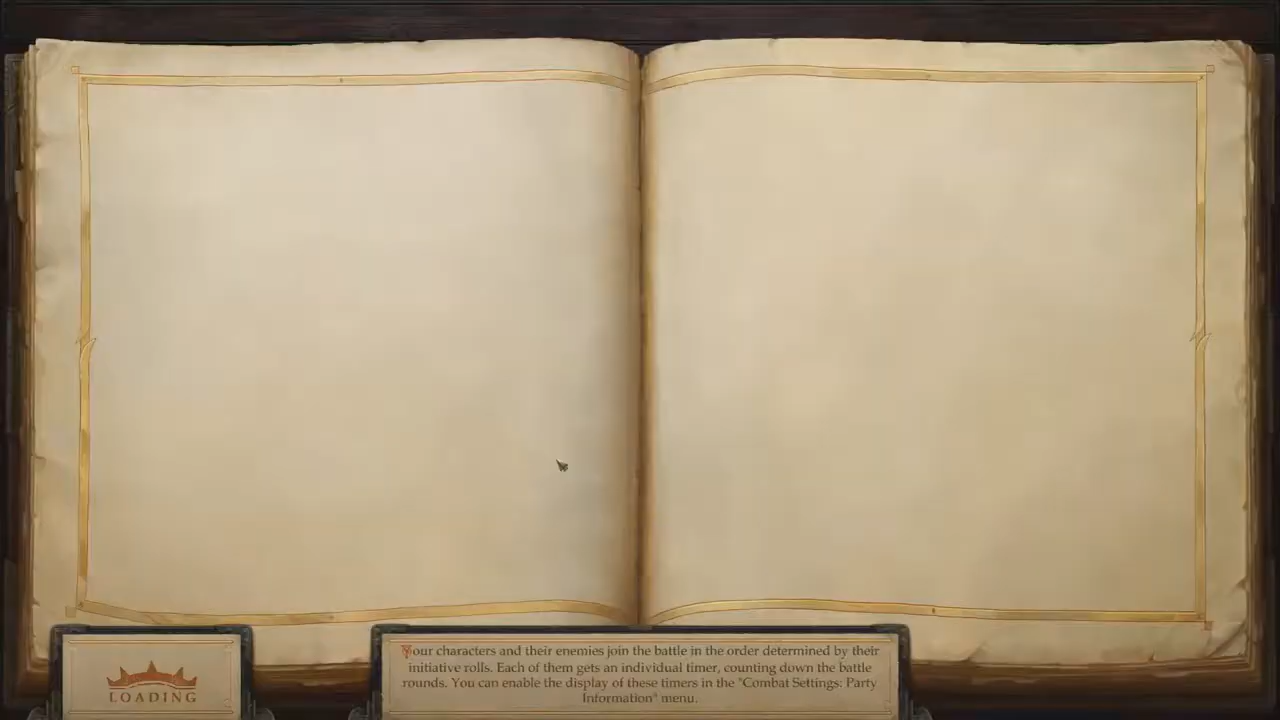 Your characters and their enemies join the battle in the order determined by their
initiative rolls. Each of them gets an individual timer, counting down the battle
rounds. You can enable the display of these timers in the "Combat Settings: Party
Information" menu.
LOADING